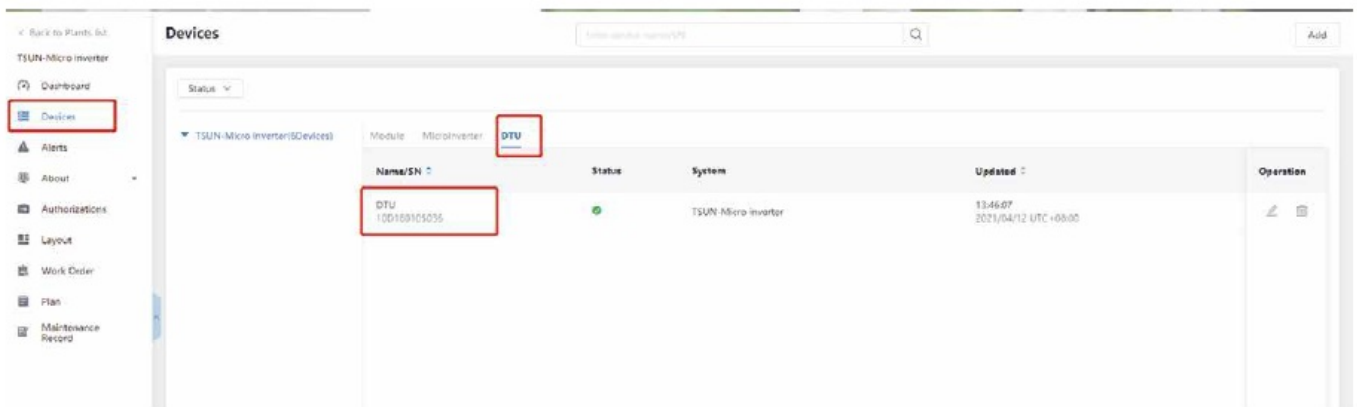 < Back to Plants list
TSUN-Micro inverter
Dashboard
Devices
Alerts
About
Authorizations
Layout
Work Order
Plan
Maintenance
Record
Devices
Add
Status
TSUN-Micro inverter(6Devices)
Module Microinverter DTU
Name/SN Status System Updated Operation
DTU TSUN-Micro inverter 13:46:07
2021/04/12 UTC+08:00